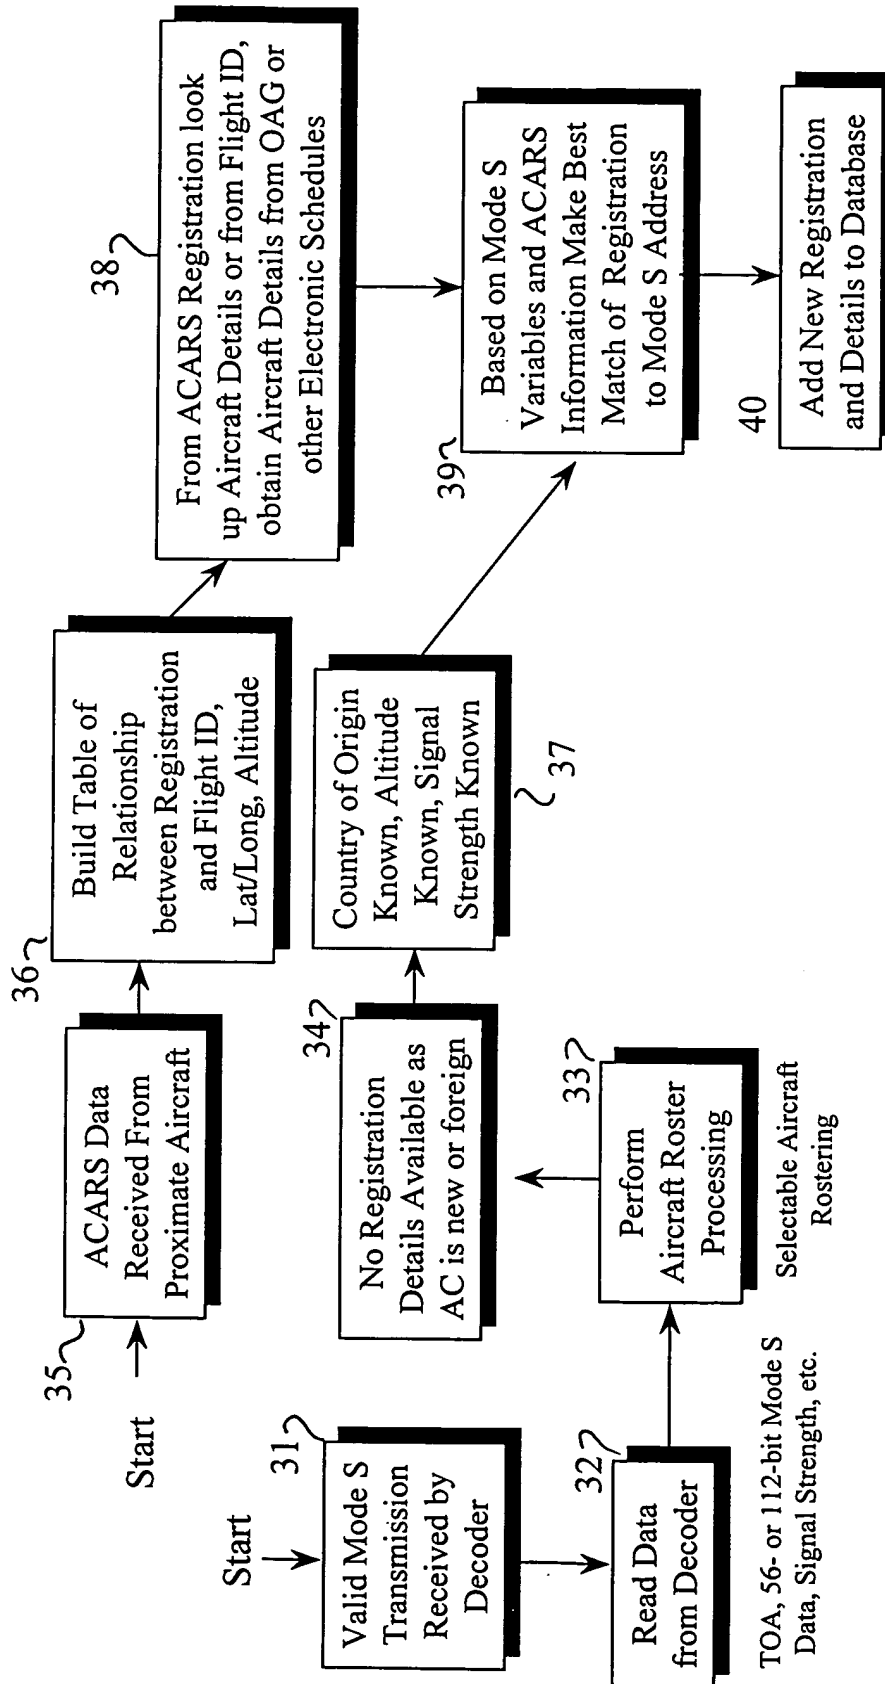 Start
35
ACARS Data
Received From
Proximate Aircraft
36
Build Table of
Relationship
between Registration
and Flight ID,
Lat/Long, Altitude
38
From ACARS Registration look
up Aircraft Details or from Flight ID,
obtain Aircraft Details from OAG or
other Electronic Schedules
Start
31
Valid Mode S
Transmission
Received by
Decoder
32
Read Data
from Decoder
TOA, 56- or 112-bit Mode S
Data, Signal Strength, etc.
33
Perform
Aircraft Roster
Processing
Selectable Aircraft
Rostering
34
No Registration
Details Available as
AC is new or foreign
Country of Origin
Known, Altitude
Known, Signal
Strength Known
37
39
Based on Mode S
Variables and ACARS
Information Make Best
Match of Registration
to Mode S Address
40
Add New Registration
and Details to Database